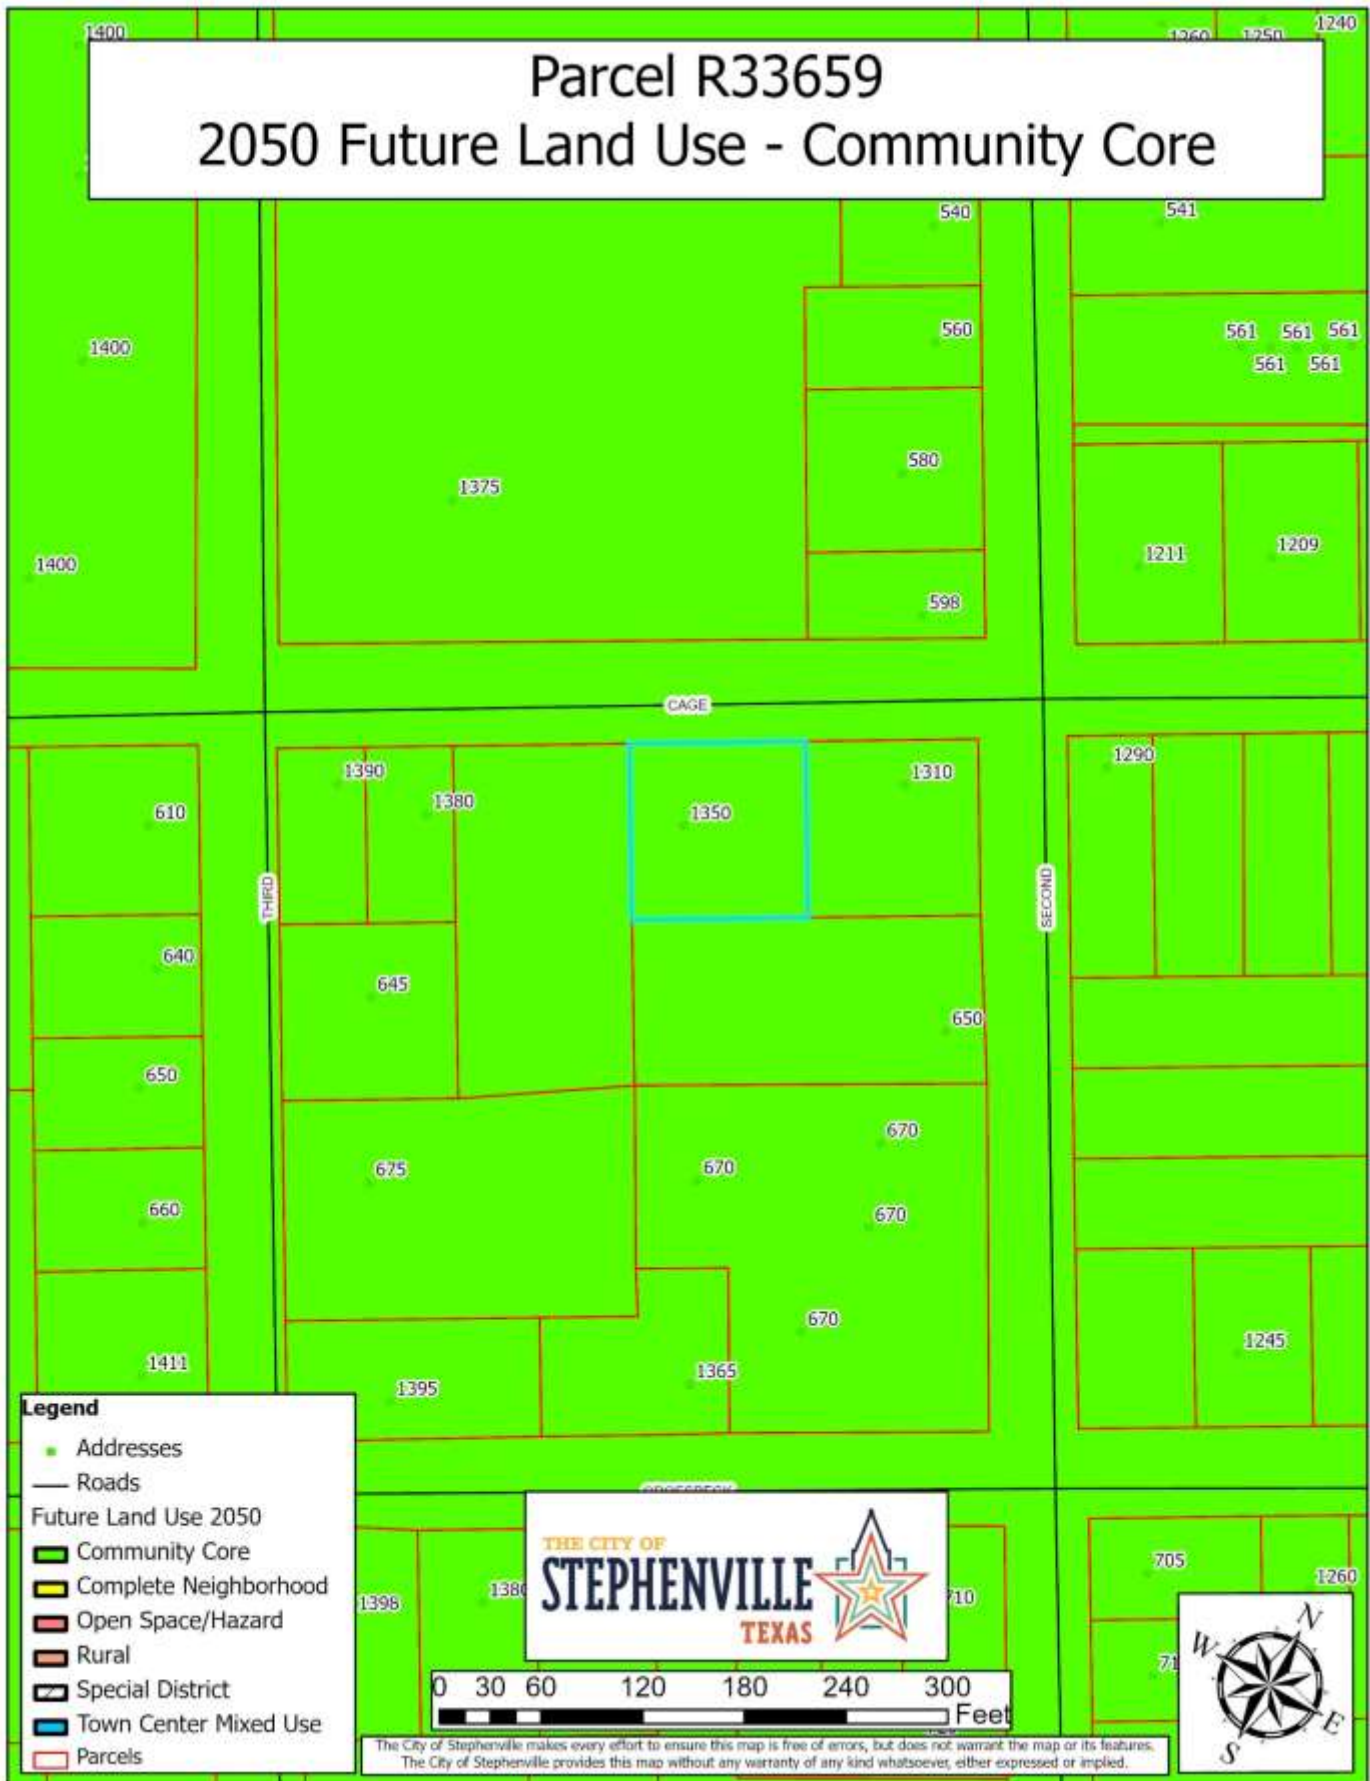 1400
1260
1250
1240
Parcel R33659
2050 Future Land Use - Community Core
540
541
560
561 561 561
561 561
1400
580
1375
1211
1209
1400
598
CAGE
1390
1380
1350
1310
1290
610
THIRD
SECOND
640
645
650
650
670
675
670
660
670
670
1245
1411
1395
1365
Legend
Addresses
Roads
Future Land Use 2050
Community Core
Complete Neighborhood
Open Space/Hazard
Rural
Special District
Town Center Mixed Use
Parcels
1398
1380
THE CITY OF
STEPHENVILLE
TEXAS
705
1260
N
W
E
S
0 30 60 120 180 240 300
Feet
The City of Stephenville makes every effort to ensure this map is free of errors, but does not warrant the map or its features.
The City of Stephenville provides this map without any warranty of any kind whatsoever, either expressed or implied.